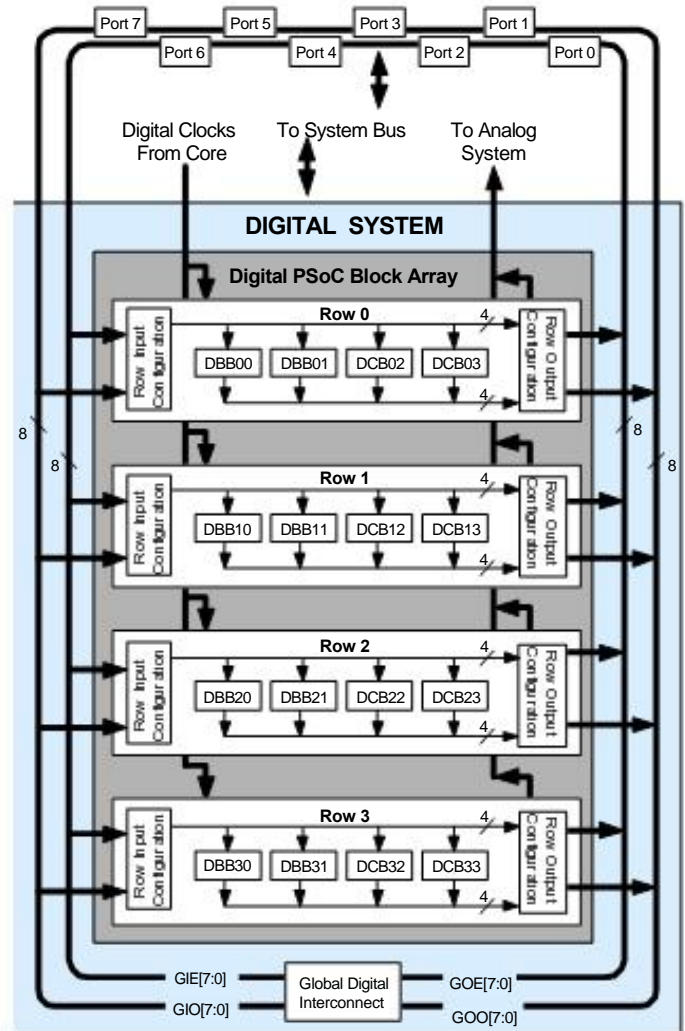 Port 7
Port 5
Port 3
Port 1
Port 6
Port 4
Port 2
Port 0
Digital Clocks
From Core
To System Bus
To Analog
System
DIGITAL SYSTEM
Digital PSoC Block Array
Row 0
4
Row Input
Configuration
DBB00
DBB01
DCB02
DCB03
4
Row Output
Configuration
8
8
8
8
Row 1
4
Row Input
Configuration
DBB10
DBB11
DCB12
DCB13
4
Row Output
Configuration
Row 2
4
Row Input
Configuration
DBB20
DBB21
DCB22
DCB23
4
Row Output
Configuration
Row 3
4
Row Input
Configuration
DBB30
DBB31
DCB32
DCB33
4
Row Output
Configuration
GIE[7:0]
GIO[7:0]
Global Digital
Interconnect
GOE[7:0]
GOO[7:0]